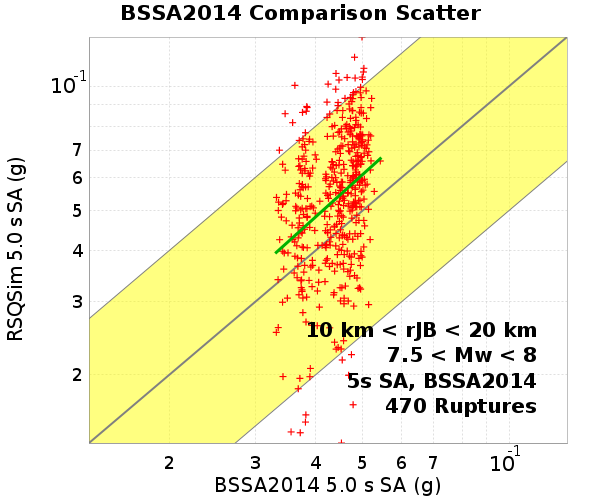 BSSA2014 Comparison Scatter
RSQSim 5.0 s SA (g)
10⁻¹
7
6
5
4
3
2
10 km < rJB < 20 km
7.5 < Mw < 8
5s SA, BSSA2014
470 Ruptures
2 3 4 5 6 7 10⁻¹
BSSA2014 5.0 s SA (g)